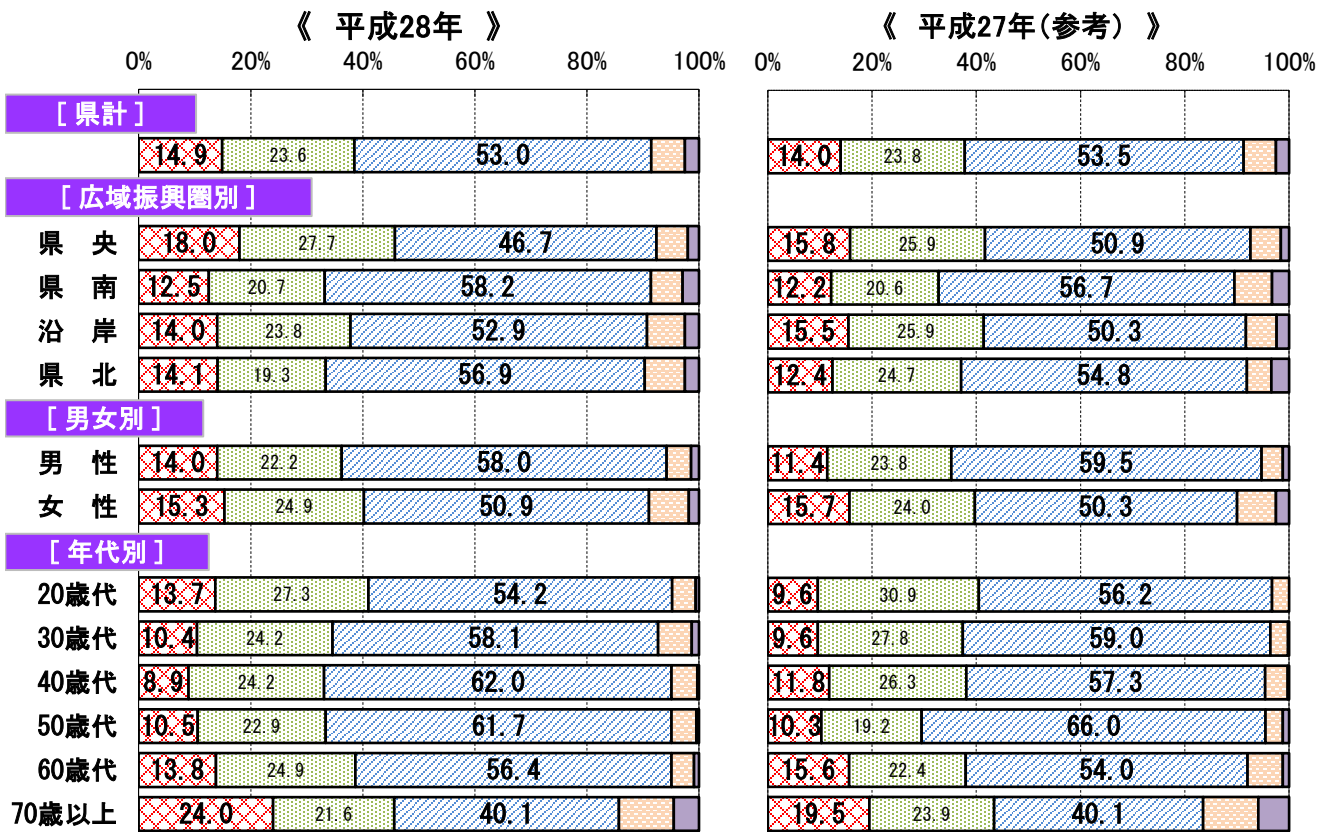 《 平成28年 》 《 平成27年(参考) 》
0% 20% 40% 60% 80% 100% 0% 20% 40% 60% 80% 100%
[ 県計 ]
14.9 23.6 53.0 14.0 23.8 53.5
[ 広域振興圏別 ]
県 央 18.0 27.7 46.7 15.8 25.9 50.9
県 南 12.5 20.7 58.2 12.2 20.6 56.7
沿 岸 14.0 23.8 52.9 15.5 25.9 50.3
県 北 14.1 19.3 56.9 12.4 24.7 54.8
[ 男女別 ]
男 性 14.0 22.2 58.0 11.4 23.8 59.5
女 性 15.3 24.9 50.9 15.7 24.0 50.3
[ 年代別 ]
20歳代 13.7 27.3 54.2 9.6 30.9 56.2
30歳代 10.4 24.2 58.1 9.6 27.8 59.0
40歳代 8.9 24.2 62.0 11.8 26.3 57.3
50歳代 10.5 22.9 61.7 10.3 19.2 66.0
60歳代 13.8 24.9 56.4 15.6 22.4 54.0
70歳以上 24.0 21.6 40.1 19.5 23.9 40.1